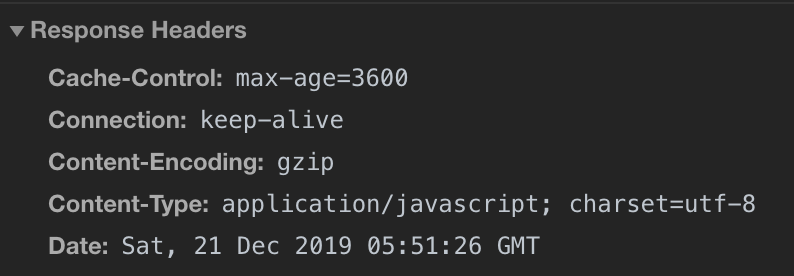 Response Headers
Cache-Control: max-age=3600
Connection: keep-alive
Content-Encoding: gzip
Content-Type: application/javascript; charset=utf-8
Date: Sat, 21 Dec 2019 05:51:26 GMT